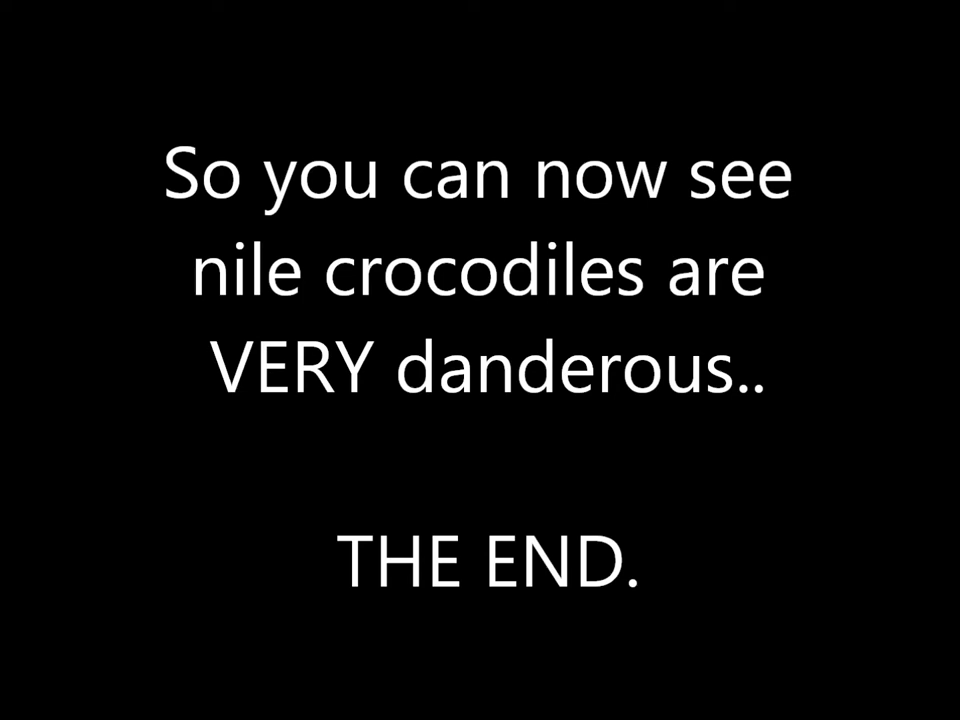 So you can now see
nile crocodiles are
VERY danderous..
THE END.